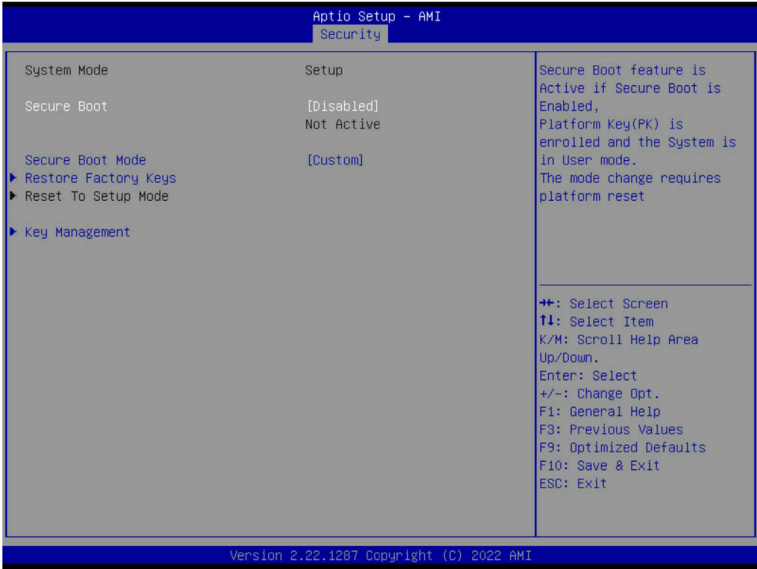 Aptio Setup – AMI
Security
System Mode Setup
Secure Boot [Disabled]
Not Active
Secure Boot Mode [Custom]
▶ Restore Factory Keys
▶ Reset To Setup Mode
▶ Key Management
Secure Boot feature is
Active if Secure Boot is
Enabled,
Platform Key(PK) is
enrolled and the System is
in User mode.
The mode change requires
platform reset
→←: Select Screen
↑↓: Select Item
K/M: Scroll Help Area
Up/Down.
Enter: Select
+/-: Change Opt.
F1: General Help
F3: Previous Values
F9: Optimized Defaults
F10: Save & Exit
ESC: Exit
Version 2.22.1287 Copyright (C) 2022 AMI